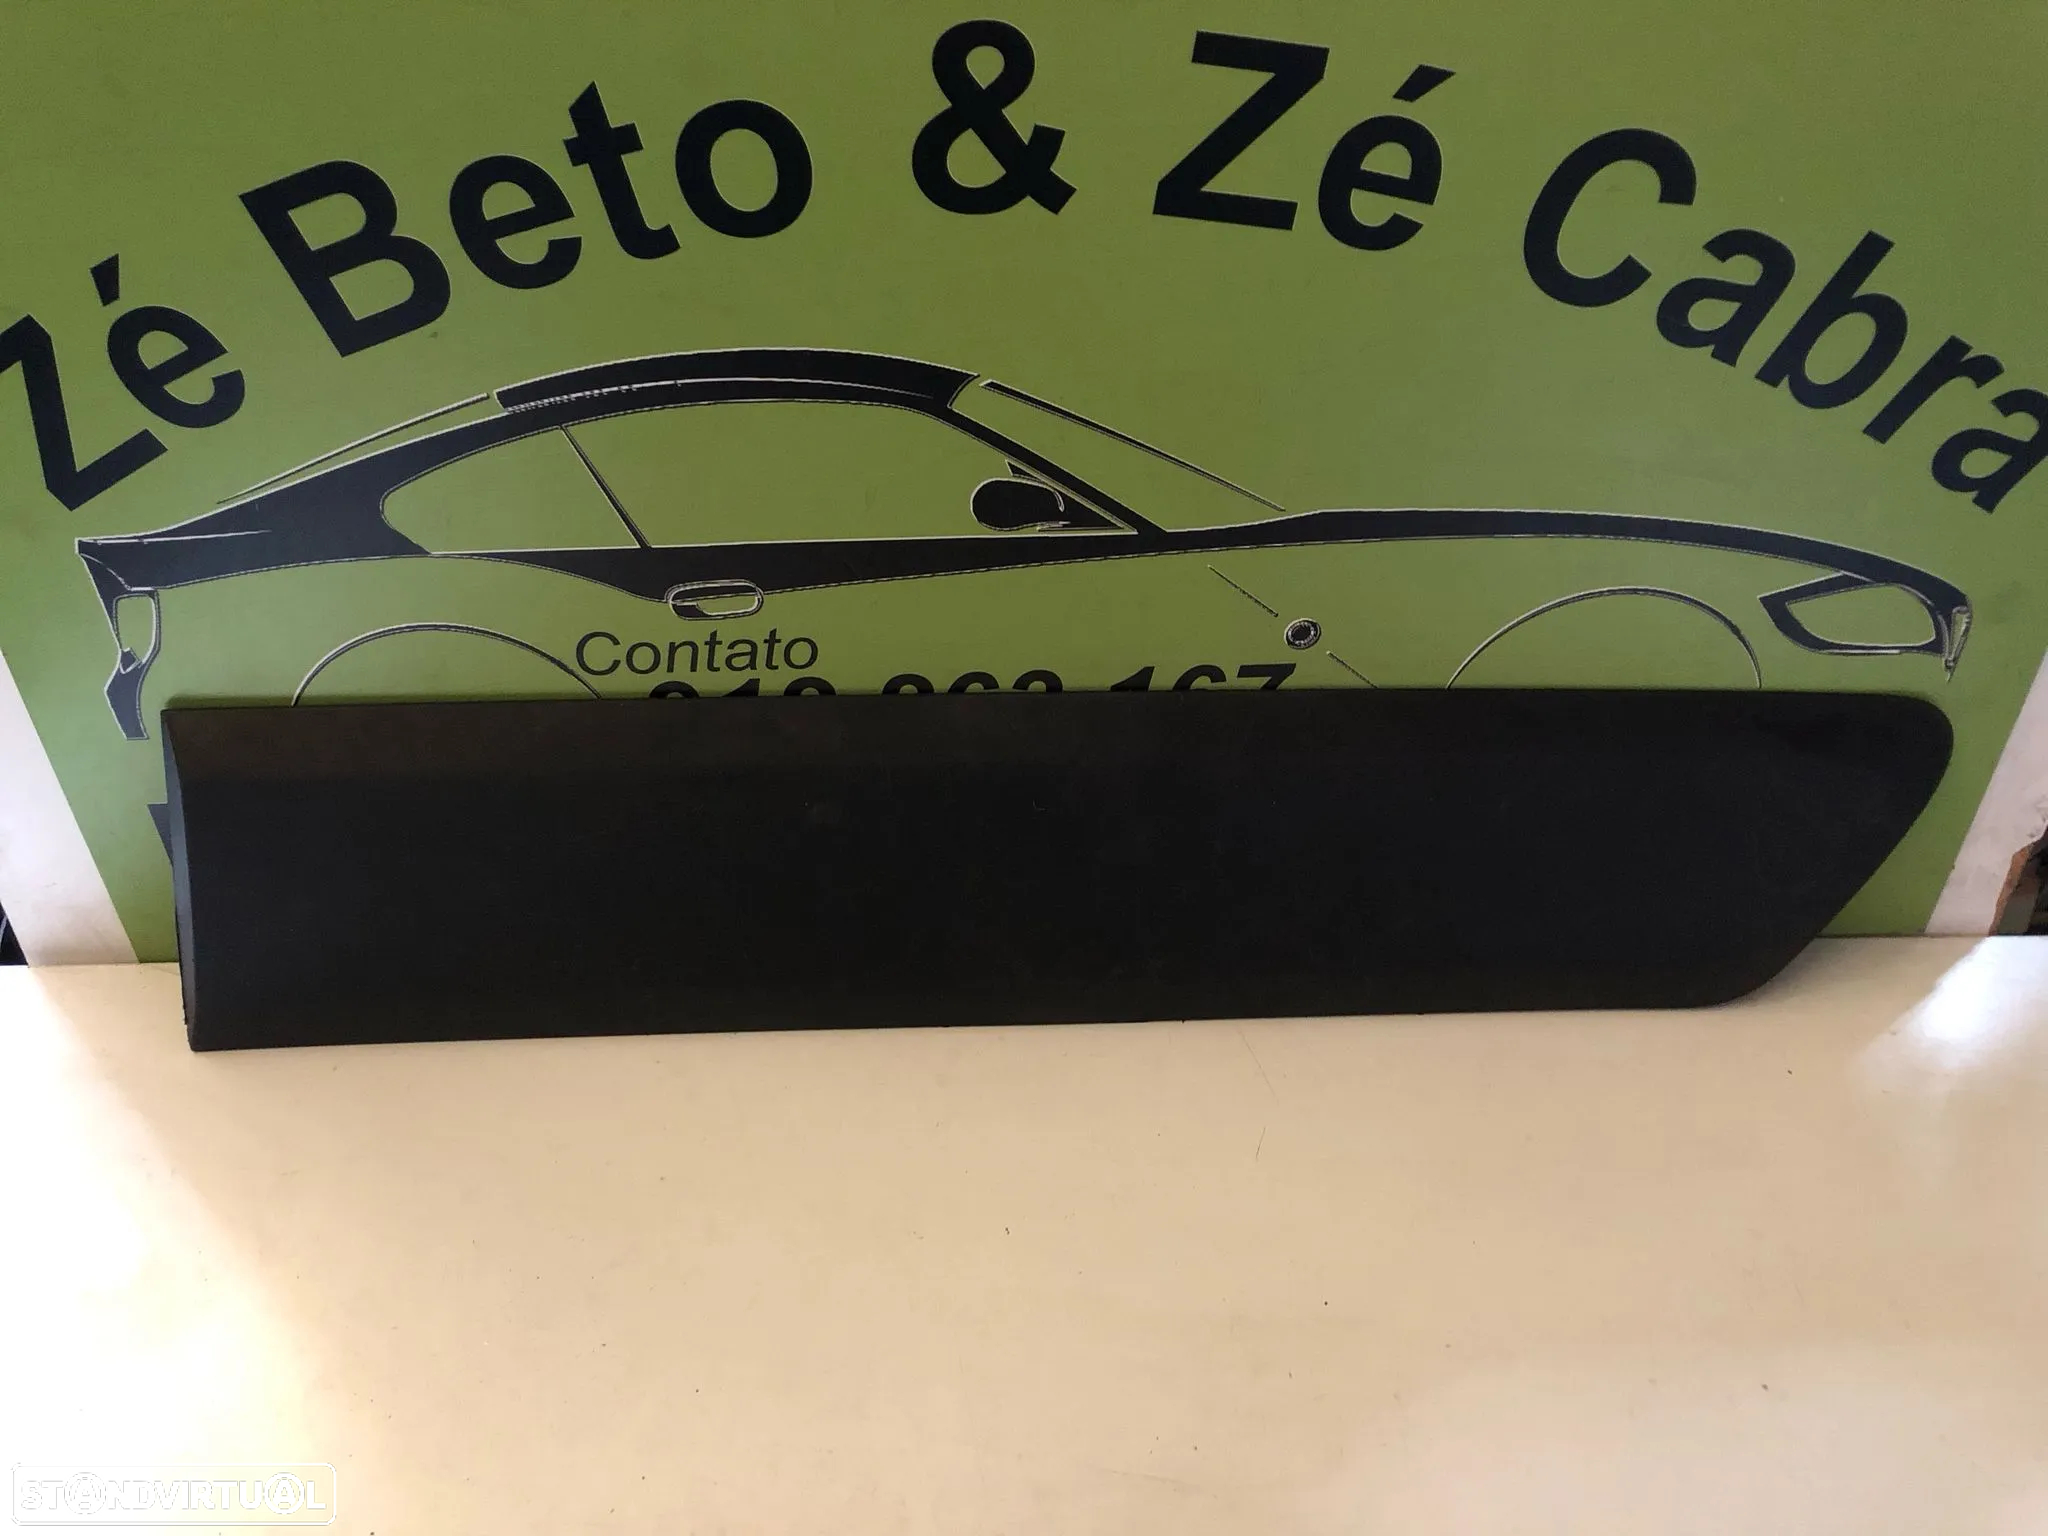 Zé Beto & Zé Cabra
Contato
STANDVIRTUAL